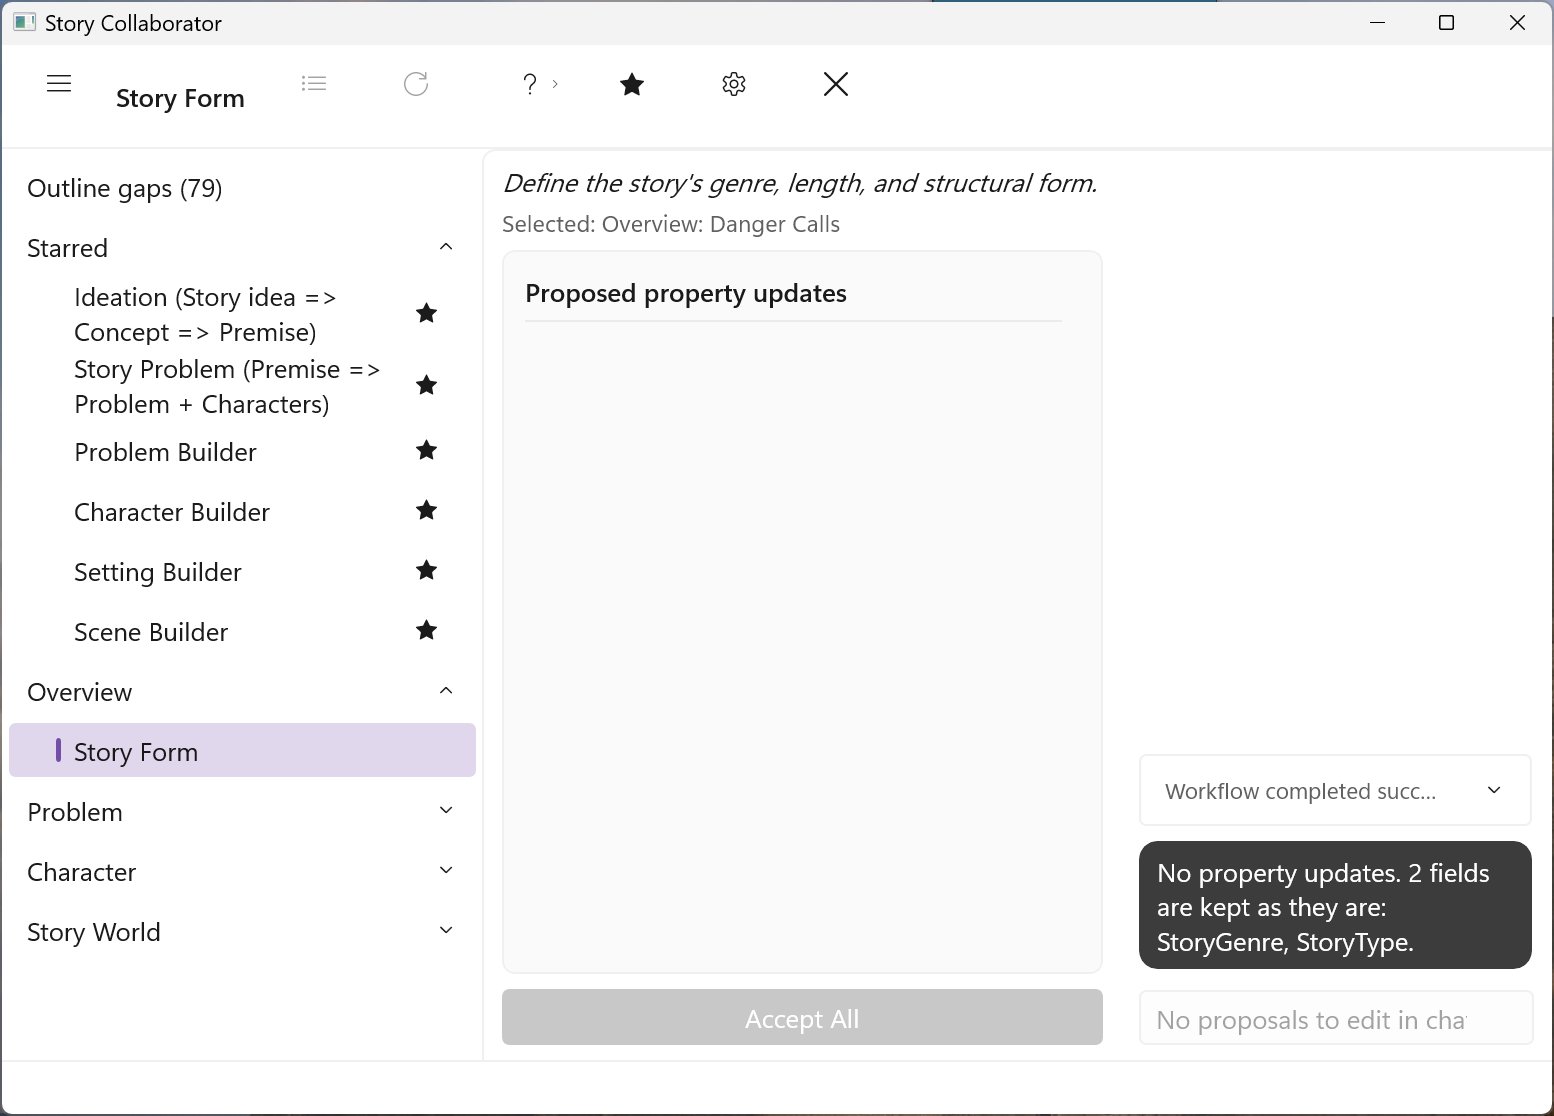 Story Collaborator
Story Form
?
Outline gaps (79)
Starred
Ideation (Story idea =>
Concept => Premise)
Story Problem (Premise =>
Problem + Characters)
Problem Builder
Character Builder
Setting Builder
Scene Builder
Overview
Story Form
Problem
Character
Story World
Define the story's genre, length, and structural form.
Selected: Overview: Danger Calls
Proposed property updates
Accept All
Workflow completed succ...
No property updates. 2 fields
are kept as they are:
StoryGenre, StoryType.
No proposals to edit in cha